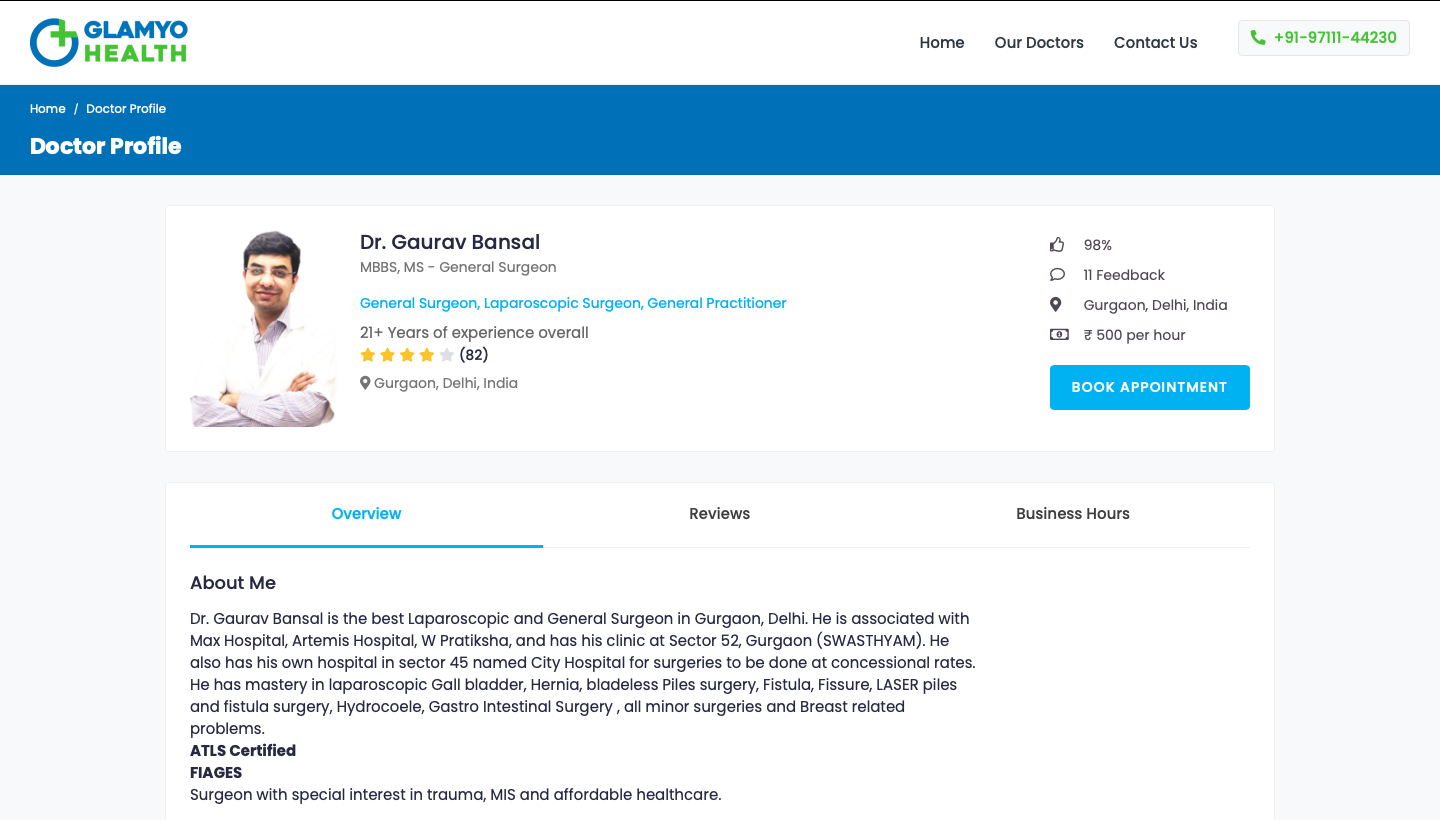 GLAMYO
HEALTH
Home
Our Doctors
Contact Us
+91-97111-44230
Home / Doctor Profile
Doctor Profile
Dr. Gaurav Bansal
MBBS, MS - General Surgeon
General Surgeon, Laparoscopic Surgeon, General Practitioner
21+ Years of experience overall
(82)
Gurgaon, Delhi, India
98%
11 Feedback
Gurgaon, Delhi, India
₹ 500 per hour
BOOK APPOINTMENT
Overview
Reviews
Business Hours
About Me
Dr. Gaurav Bansal is the best Laparoscopic and General Surgeon in Gurgaon, Delhi. He is associated with
Max Hospital, Artemis Hospital, W Pratiksha, and has his clinic at Sector 52, Gurgaon (SWASTHYAM). He
also has his own hospital in sector 45 named City Hospital for surgeries to be done at concessional rates.
He has mastery in laparoscopic Gall bladder, Hernia, bladeless Piles surgery, Fistula, Fissure, LASER piles
and fistula surgery, Hydrocoele, Gastro Intestinal Surgery , all minor surgeries and Breast related
problems.
ATLS Certified
FIAGES
Surgeon with special interest in trauma, MIS and affordable healthcare.